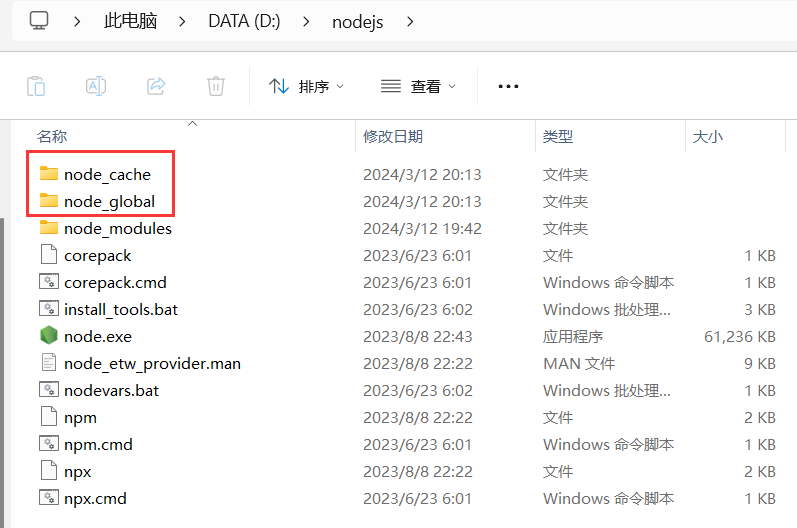 此电脑 > DATA (D:) > nodejs >
排序 查看 ...
名称 修改日期 类型 大小
node_cache 2024/3/12 20:13 文件夹
node_global 2024/3/12 20:13 文件夹
node_modules 2024/3/12 19:42 文件夹
corepack 2023/6/23 6:01 文件 1 KB
corepack.cmd 2023/6/23 6:01 Windows 命令脚本 1 KB
install_tools.bat 2023/6/23 6:02 Windows 批处理... 3 KB
node.exe 2023/8/8 22:43 应用程序 61,236 KB
node_etw_provider.man 2023/8/8 22:22 MAN 文件 9 KB
nodevars.bat 2023/6/23 6:02 Windows 批处理... 1 KB
npm 2023/8/8 22:22 文件 2 KB
npm.cmd 2023/6/23 6:01 Windows 命令脚本 1 KB
npx 2023/8/8 22:22 文件 2 KB
npx.cmd 2023/6/23 6:01 Windows 命令脚本 1 KB